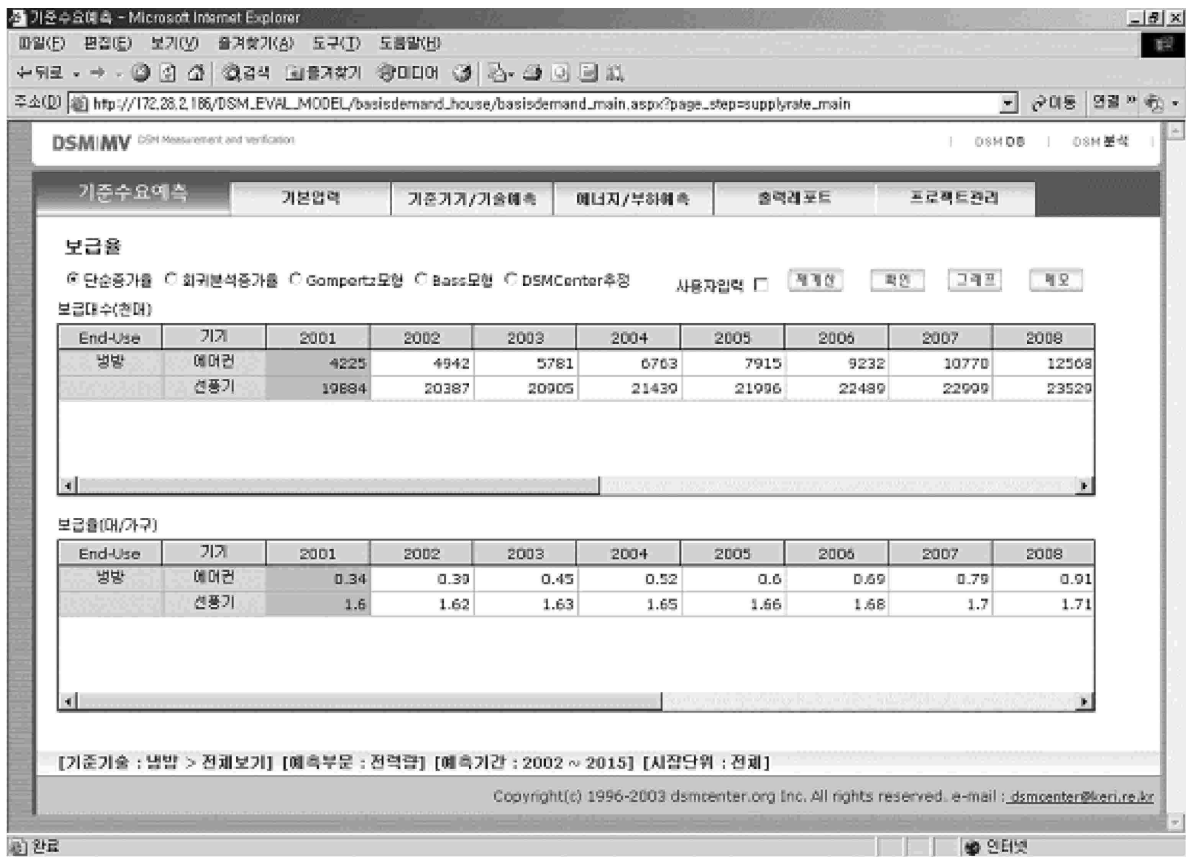 기준수요예측 - Microsoft Internet Explorer
파일(F) 편집(E) 보기(V) 즐겨찾기(A) 도구(T) 도움말(H)
뒤로 검색 즐겨찾기 미디어
주소(D) http://172.28.2.186/DSM_EVAL_MODEL/basisdemand_house/basisdemand_main.aspx?page_step=supplyrate_main 이동 연결 »
DSM|MV DSM Measurement and verification | DSM DB | DSM 분석 |
기준수요예측 기본입력 기준기기/기술예측 에너지/부하예측 출력레포트 프로젝트관리
보급율
단순증가율 회귀분석증가율 Gompertz모형 Bass모형 DSMCenter추정 사용자입력 재계산 확인 그래프 메모
보급대수(천대)
End-Use 기기 2001 2002 2003 2004 2005 2006 2007 2008
냉방 에어컨 4225 4942 5781 6763 7915 9232 10770 12568
선풍기 19884 20387 20905 21439 21996 22489 22999 23529
보급율(대/가구)
End-Use 기기 2001 2002 2003 2004 2005 2006 2007 2008
냉방 에어컨 0.34 0.39 0.45 0.52 0.6 0.69 0.79 0.91
선풍기 1.6 1.62 1.63 1.65 1.66 1.68 1.7 1.71
[기준기술 : 냉방 > 전체보기] [예측부문 : 전력량] [예측기간 : 2002 ~ 2015] [시장단위 : 전체]
Copyright(c) 1996-2003 dsmcenter.org Inc. All rights reserved. e-mail : dsmcenter@keri.re.kr
완료 인터넷